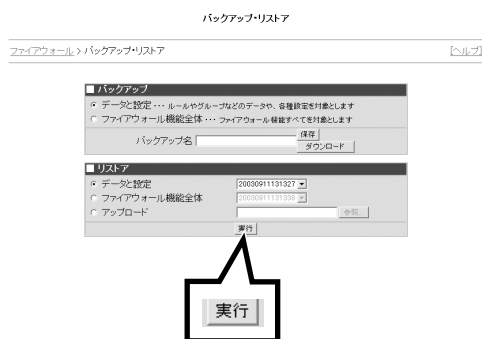 バックアップ・リストア
ファイアウォール > バックアップ・リストア [ヘルプ]
■ バックアップ
データと設定 ･･･ ルールやグループなどのデータや、各種設定を対象とします
ファイアウォール機能全体 ･･･ ファイアウォール機能すべてを対象とします
バックアップ名 保存
ダウンロード
■ リストア
データと設定 20030911131327
ファイアウォール機能全体 20030911131338
アップロード 参照...
実行
実行